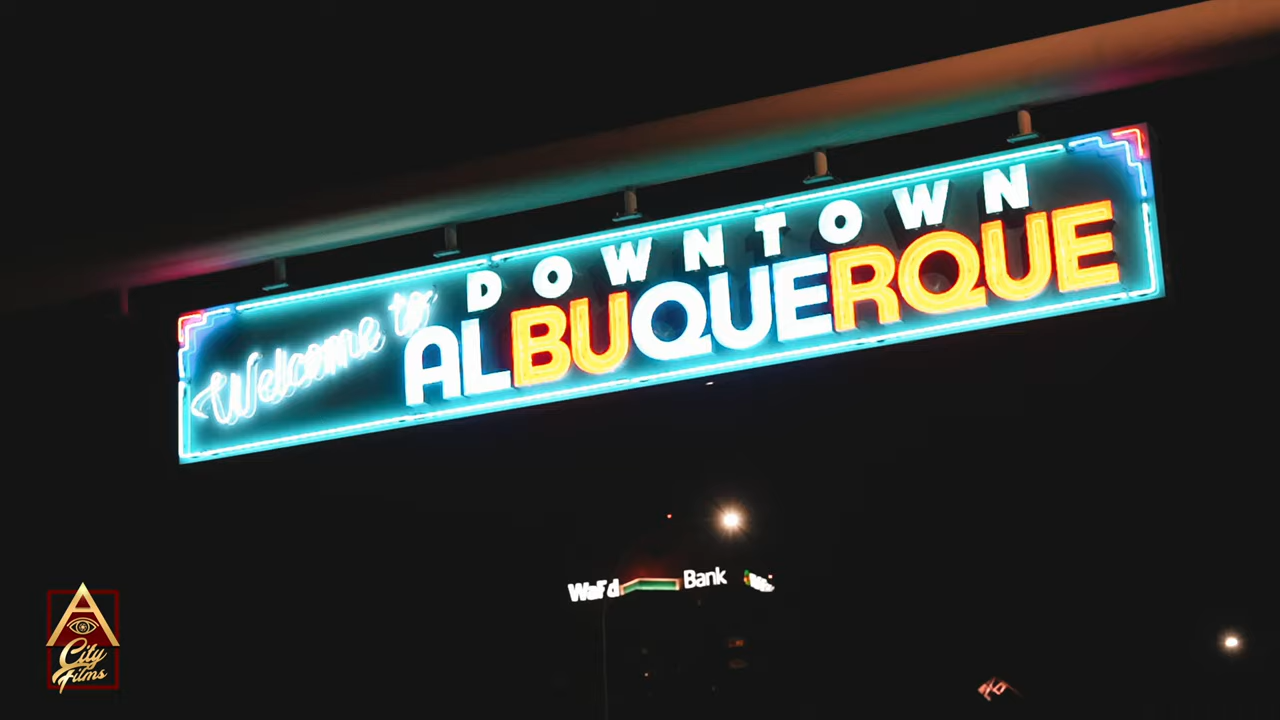 Welcome to
DOWNTOWN
ALBUQUERQUE
WaFd Bank
A
City
Films